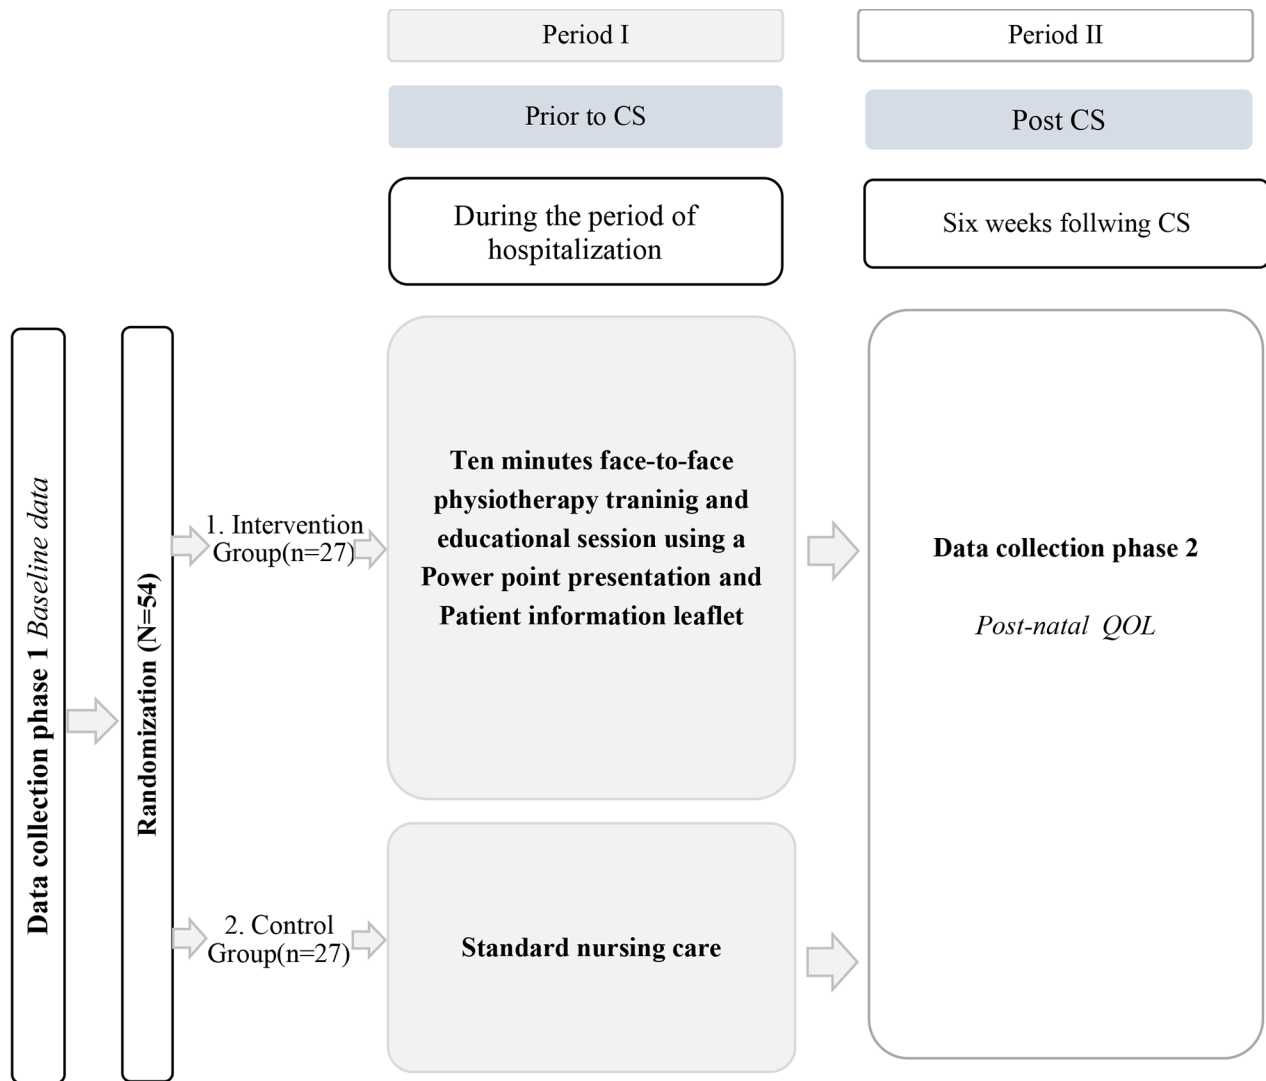 Period I
Period II
Prior to CS
Post CS
During the period of
hospitalization
Six weeks follwing CS
Data collection phase 1 Baseline data
Randomization (N=54)
1. Intervention
Group(n=27)
Ten minutes face-to-face
physiotherapy traninig and
educational session using a
Power point presentation and
Patient information leaflet
Data collection phase 2
Post-natal QOL
2. Control
Group(n=27)
Standard nursing care